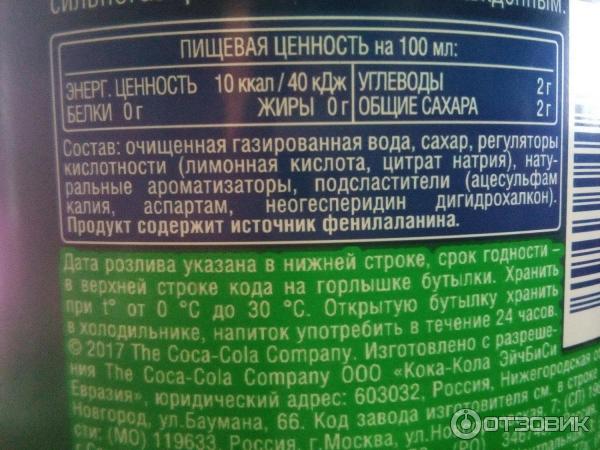 ПИЩЕВАЯ ЦЕННОСТЬ на 100 мл:
ЭНЕРГ. ЦЕННОСТЬ 10 ккал / 40 кДж УГЛЕВОДЫ 2 г
БЕЛКИ 0 г ЖИРЫ 0 г ОБЩИЕ САХАРА 2 г
Состав: очищенная газированная вода, сахар, регуляторы
кислотности (лимонная кислота, цитрат натрия), нату-
ральные ароматизаторы, подсластители (ацесульфам
калия, аспартам, неогесперидин дигидрохалкон).
Продукт содержит источник фенилаланина.
Дата розлива указана в нижней строке, срок годности –
в верхней строке кода на горлышке бутылки. Хранить
при t° от 0 °C до 30 °C. Открытую бутылку хранить
в холодильнике, напиток употребить в течение 24 часов.
© 2017 The Coca-Cola Company. Изготовлено с разреше-
ния The Coca-Cola Company ООО «Кока-Кола ЭйчБиСи
Евразия», юридический адрес: 603032, Россия, Нижегородская
Новгород, ул.Баумана, 66. Код завода изготовителя см. в строке
сти: (МО) 119633, Россия, г.Москва,
ОТЗОВИК